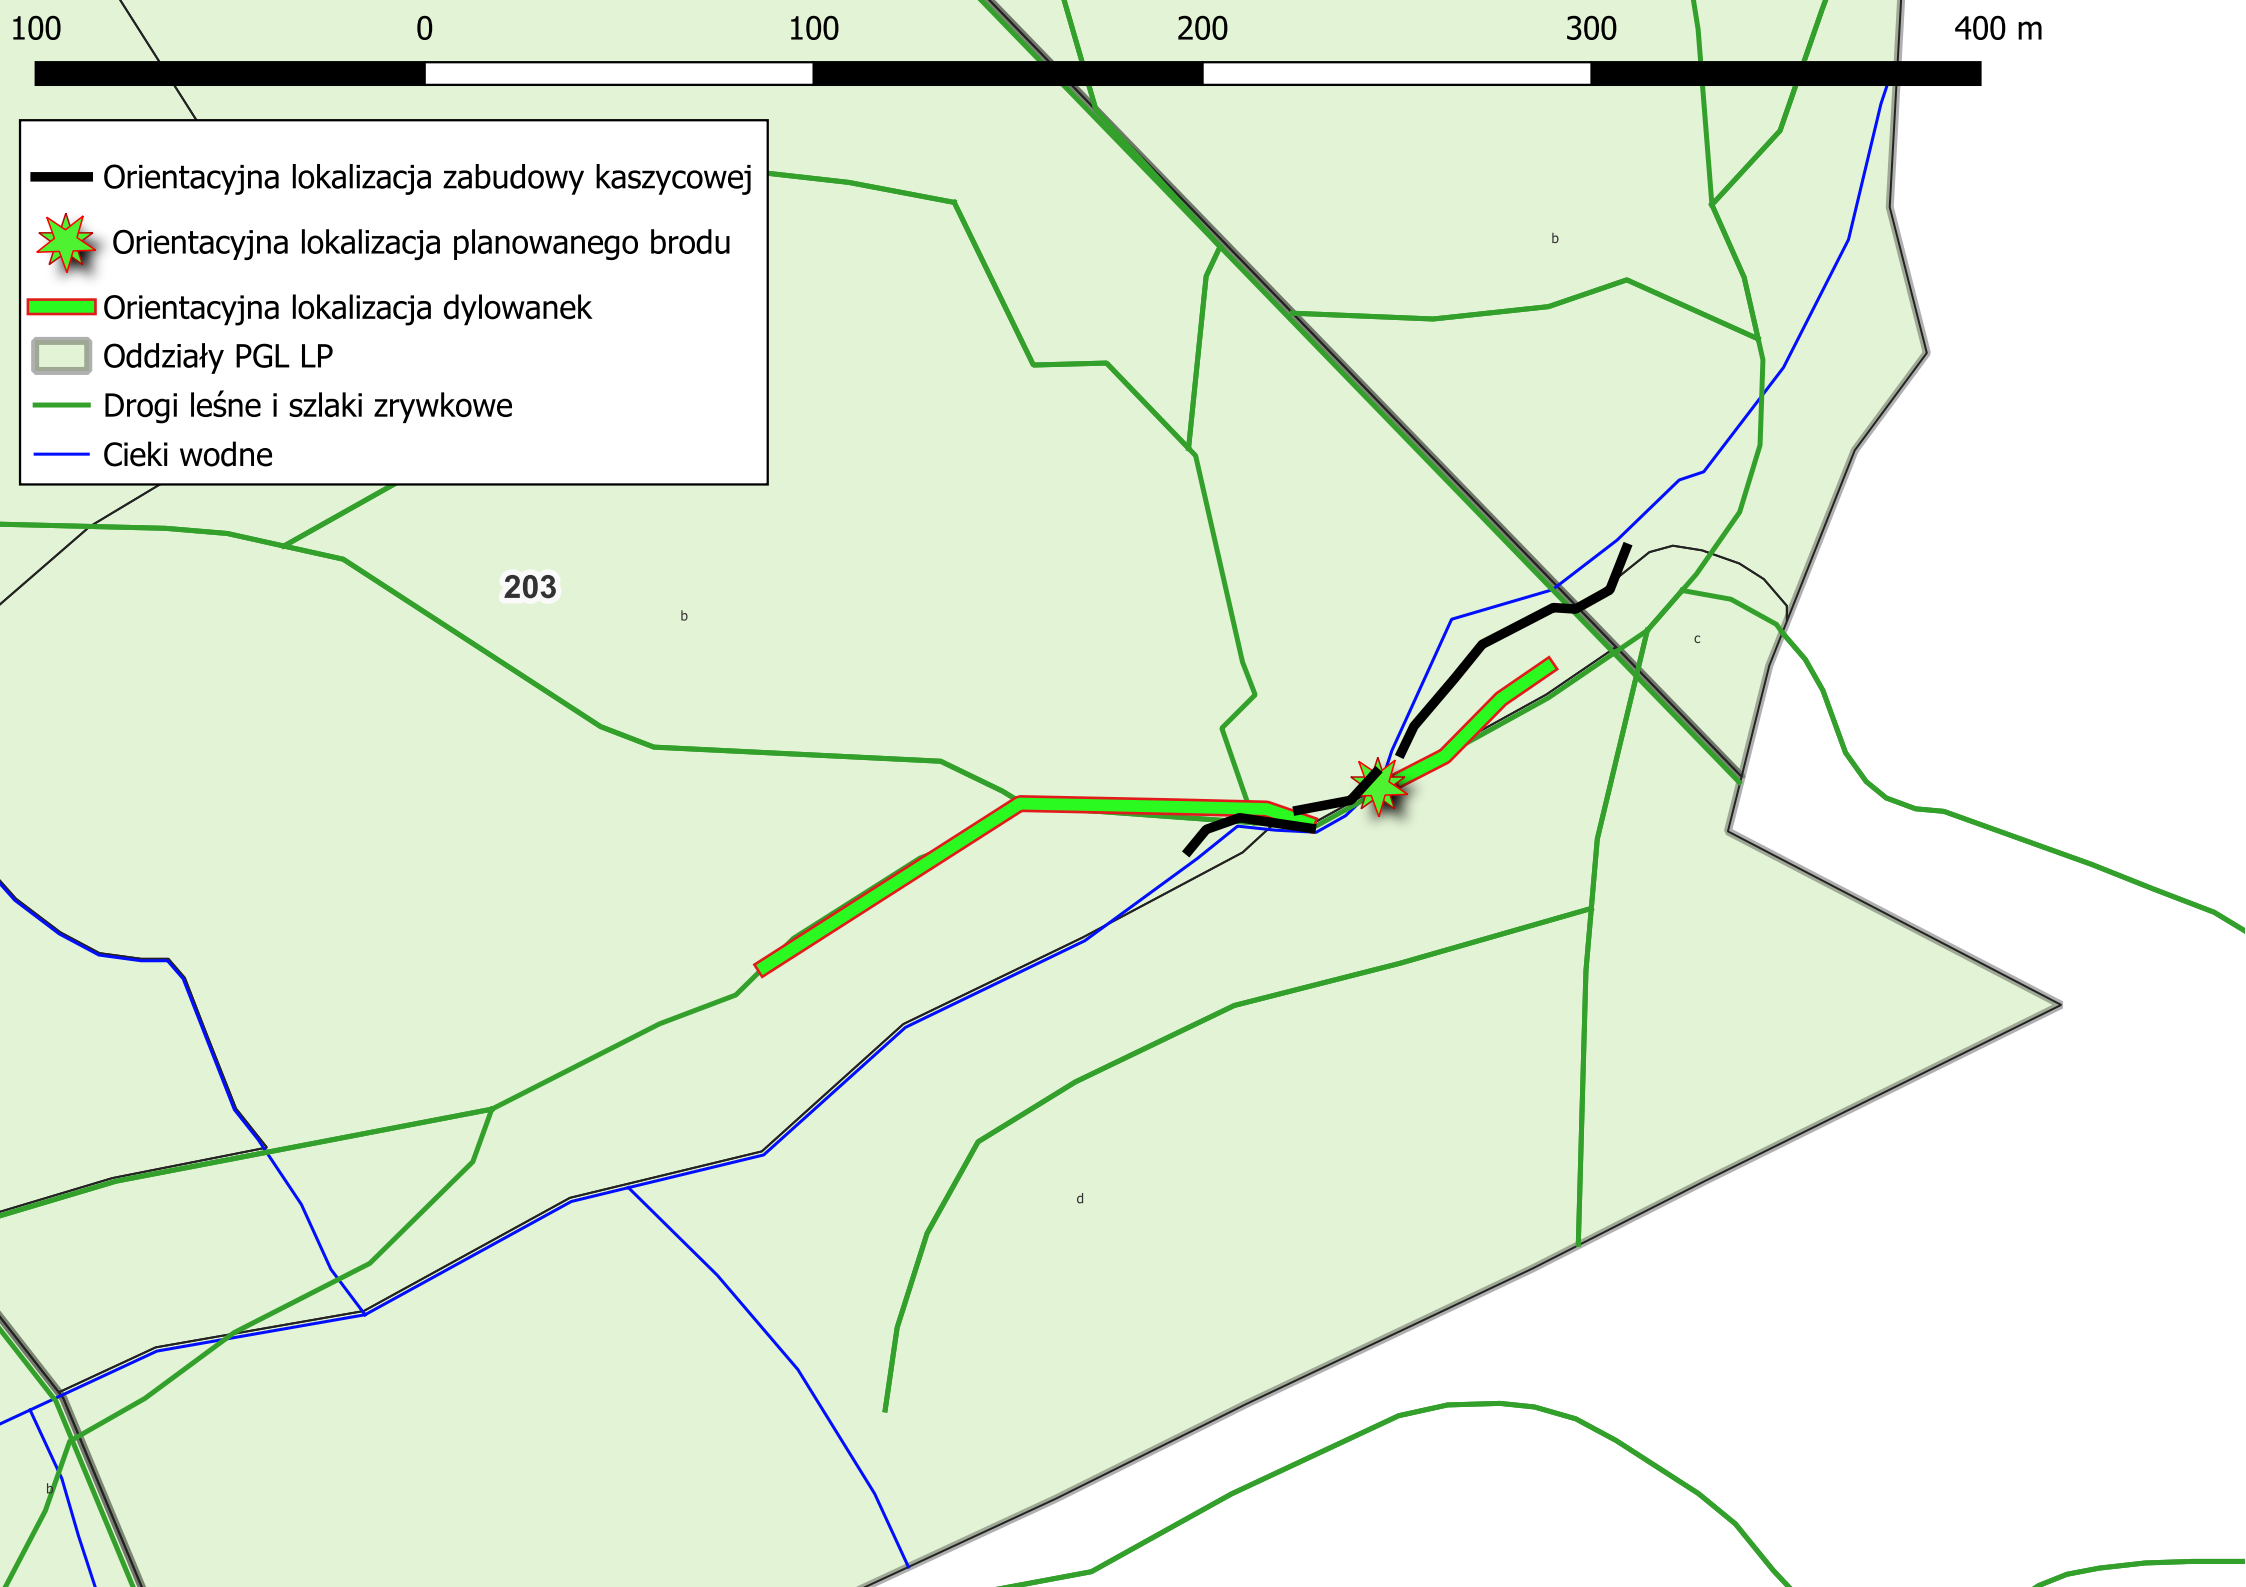 100 0 100 200 300 400 m
Orientacyjna lokalizacja zabudowy kaszycowej
Orientacyjna lokalizacja planowanego brodu
Orientacyjna lokalizacja dylowanek
Oddziały PGL LP
Drogi leśne i szlaki zrywkowe
Cieki wodne
b
203
b
c
d
b